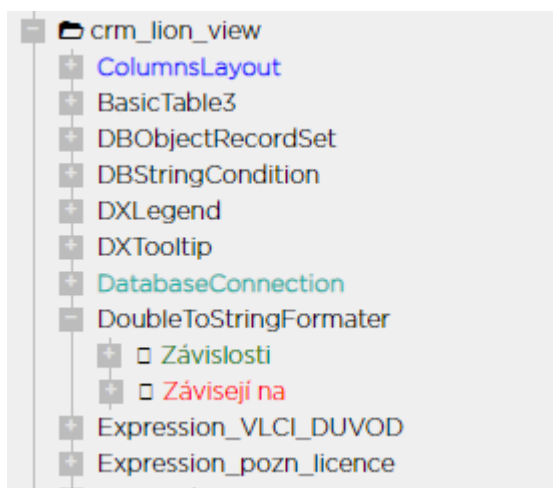 crm_lion_view
ColumnsLayout
BasicTable3
DBObjectRecordSet
DBStringCondition
DXLegend
DXTooltip
DatabaseConnection
DoubleToStringFormater
Závislosti
Závisejí na
Expression_VLCI_DUVOD
Expression_pozn_licence